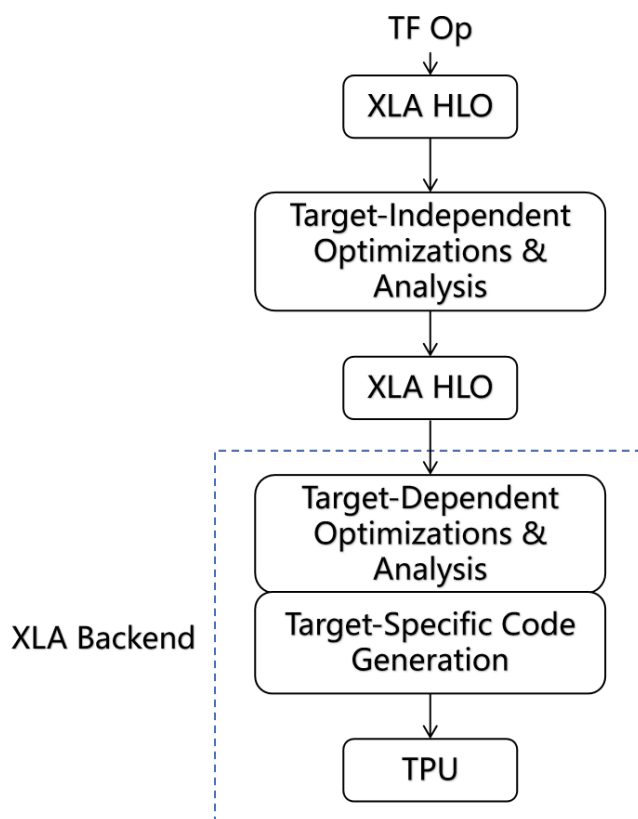 TF Op
XLA HLO
Target-Independent
Optimizations &
Analysis
XLA HLO
Target-Dependent
Optimizations &
Analysis
XLA Backend
Target-Specific Code
Generation
TPU